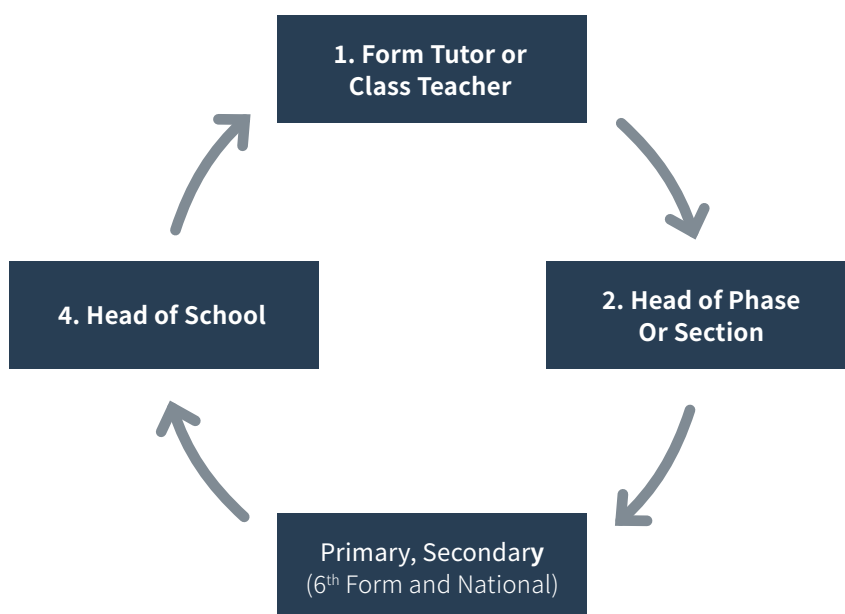 1. Form Tutor or
Class Teacher
2. Head of Phase
Or Section
Primary, Secondary
(6th Form and National)
4. Head of School